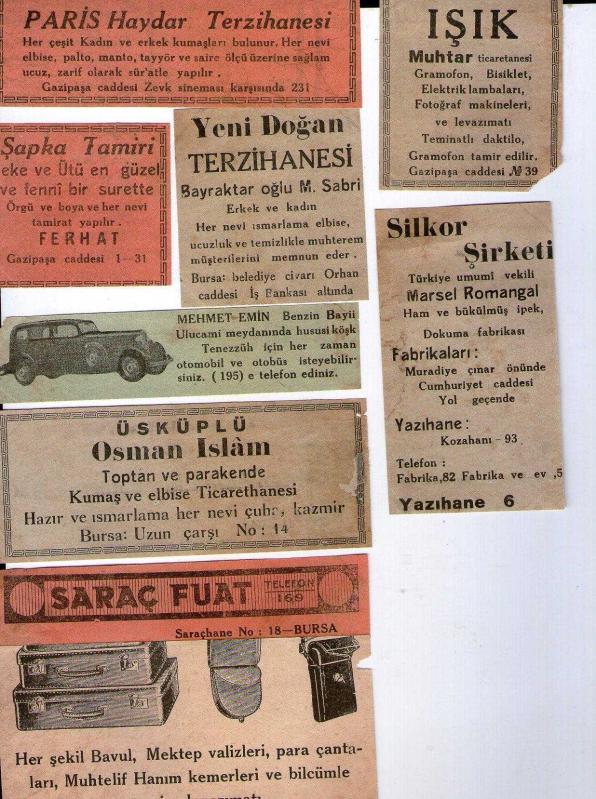 PARİS Haydar Terzihanesi
Her çeşit Kadın ve erkek kumaşları bulunur. Her nevi
elbise, palto, manto, tayyör ve saire ölçü üzerine sağlam
ucuz, zarif olarak sür'atle yapılır .
Gazipaşa caddesi Zevk sineması karşısında 231
IŞIK
Muhtar ticaretanesi
Gramofon, Bisiklet,
Elektrik lambaları,
Fotoğraf makineleri,
ve levazımatı
Teminatlı daktilo,
Gramofon tamir edilir.
Gazipaşa caddesi № 39
Şapka Tamiri
eke ve Ütü en güzel
ve fennî bir surette
Örgü ve boya ve her nevi
tamirat yapılır .
FERHAT
Gazipaşa caddesi 1—31
Yeni Doğan
TERZİHANESİ
Bayraktar oğlu M. Sabri
Erkek ve kadın
Her nevi ısmarlama elbise,
ucuzluk ve temizlikle muhterem
müşterilerini memnun eder .
Bursa: belediye civarı Orhan
caddesi İş Bankası altında
Silkor
Şirketi
Türkiye umumî vekili
Marsel Romangal
Ham ve bükülmüş ipek,
Dokuma fabrikası
Fabrikaları :
Muradiye çınar önünde
Cumhuriyet caddesi
Yol geçende
Yazıhane :
Kozahanı - 93
Telefon :
Fabrika,82 Fabrika ve ev ,5
Yazıhane 6
MEHMET-EMİN Benzin Bayii
Ulucami meydanında hususî köşk
Tenezzüh için her zaman
otomobil ve otobüs isteyebilir-
siniz. ( 195) e telefon ediniz.
ÜSKÜPLÜ
Osman Islâm
Toptan ve parakende
Kumaş ve elbise Ticarethanesi
Hazır ve ısmarlama her nevi çuha, kazmir
Bursa: Uzun çarşı No : 14
SARAÇ FUAT TELEFON 169
Saraçhane No : 18—BURSA
Her şekil Bavul, Mektep valizleri, para çanta-
ları, Muhtelif Hanım kemerleri ve bilcümle